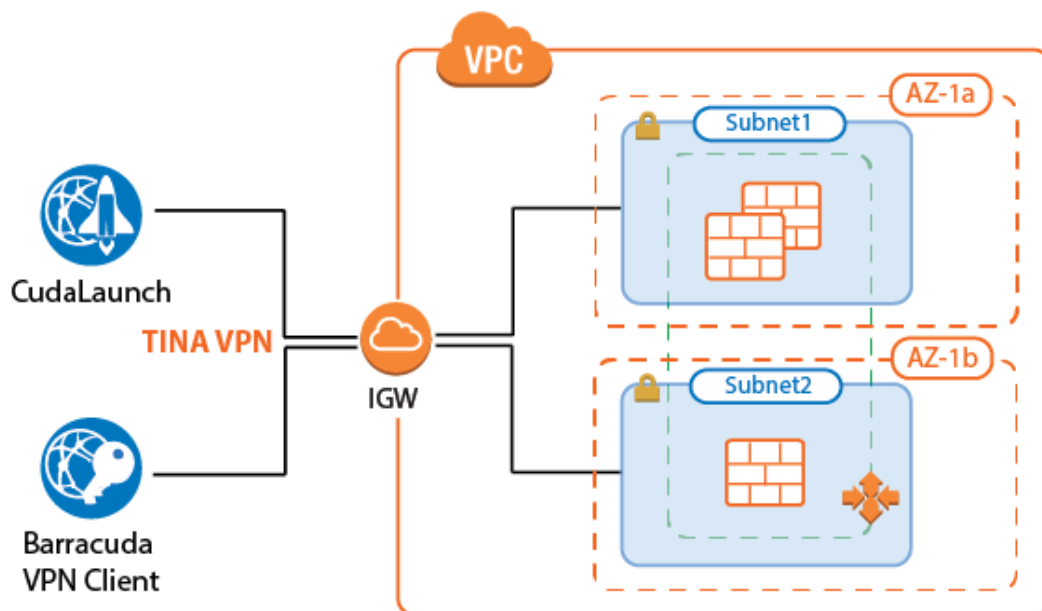 VPC
AZ-1a
Subnet1
CudaLaunch
TINA VPN
IGW
AZ-1b
Subnet2
Barracuda
VPN Client